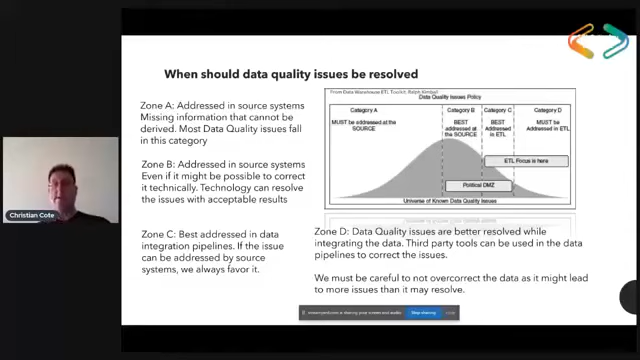 When should data quality issues be resolved
Zone A: Addressed in source systems
Missing information that cannot be
derived. Most Data Quality issues fall
in this category
Zone B: Addressed in source systems
Even if it might be possible to correct
it technically. Technology can resolve
the issues with acceptable results
Zone C: Best addressed in data
integration pipelines. If the issue
can be addressed by source
systems, we always favor it.
From Data Warehouse ETL Toolkit, Ralph Kimball
Data Quality Issues Policy
Category A
MUST be addressed at the
SOURCE
Category B
BEST
addressed at
the SOURCE
Category C
BEST
Addressed
in ETL
Category D
MUST be
Addressed in ETL
ETL Focus is here
Political DMZ
Universe of Known Data Quality Issues
Zone D: Data Quality issues are better resolved while
integrating the data. Third party tools can be used in the data
pipelines to correct the issues.
We must be careful to not overcorrect the data as it might lead
to more issues than it may resolve.
Christian Cote
is sharing your screen and audio
Stop sharing